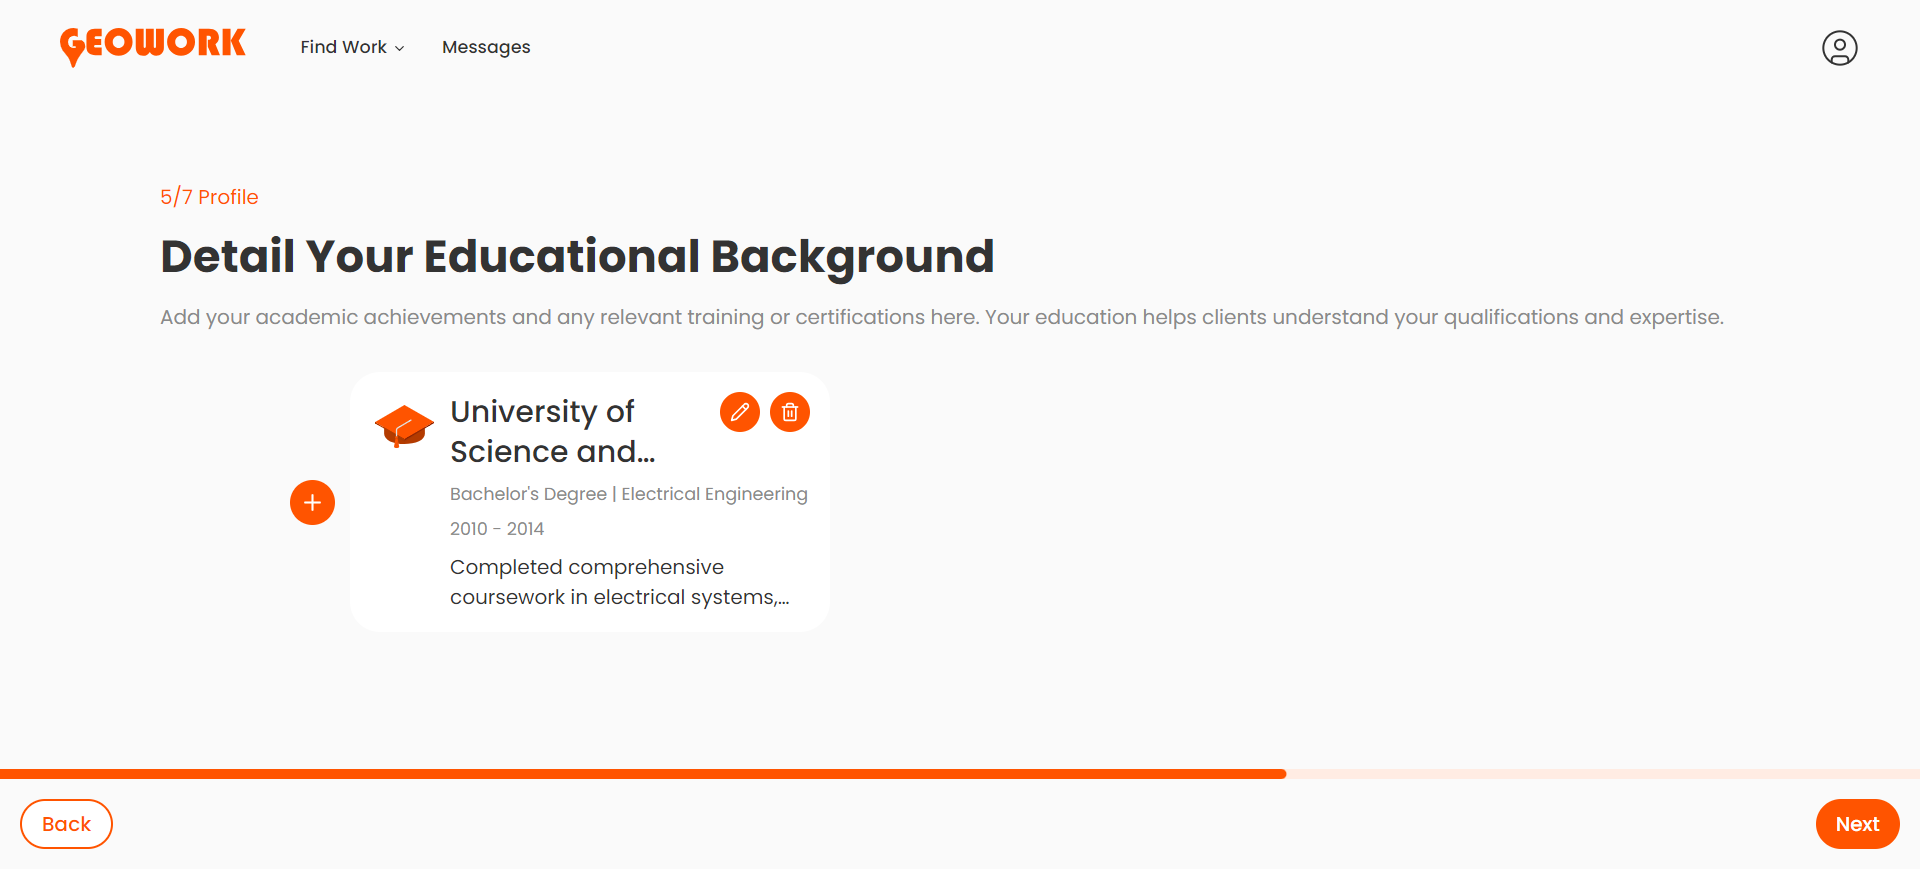 GEOWORK
Find Work
Messages
5/7 Profile
Detail Your Educational Background
Add your academic achievements and any relevant training or certifications here. Your education helps clients understand your qualifications and expertise.
University of
Science and...
Bachelor's Degree | Electrical Engineering
2010 - 2014
Completed comprehensive
coursework in electrical systems,...
Back
Next